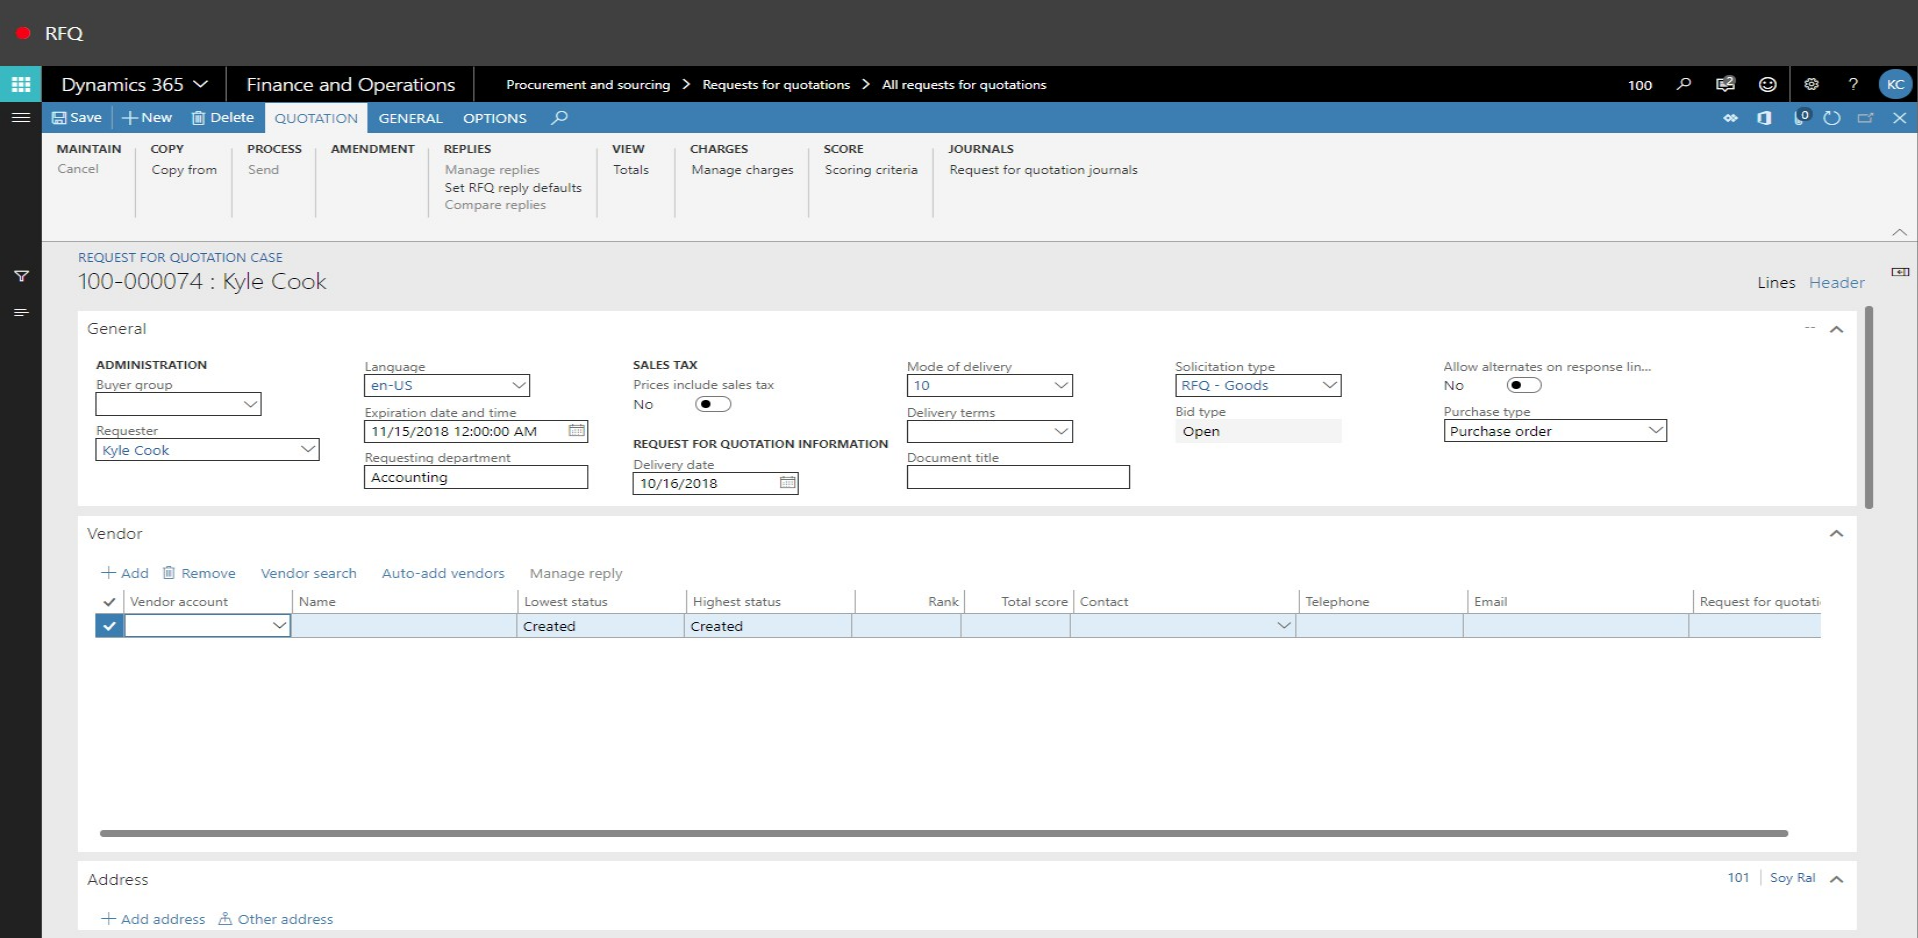 RFQ
Dynamics 365
Finance and Operations
Procurement and sourcing > Requests for quotations > All requests for quotations
100
2
?
KC
Save
New
Delete
QUOTATION
GENERAL
OPTIONS
0
MAINTAIN
Cancel
COPY
Copy from
PROCESS
Send
AMENDMENT
REPLIES
Manage replies
Set RFQ reply defaults
Compare replies
VIEW
Totals
CHARGES
Manage charges
SCORE
Scoring criteria
JOURNALS
Request for quotation journals
REQUEST FOR QUOTATION CASE
100-000074 : Kyle Cook
Lines
Header
General
--
ADMINISTRATION
Buyer group
Requester
Kyle Cook
Language
en-US
Expiration date and time
11/15/2018 12:00:00 AM
Requesting department
Accounting
SALES TAX
Prices include sales tax
No
REQUEST FOR QUOTATION INFORMATION
Delivery date
10/16/2018
Mode of delivery
10
Delivery terms
Document title
Solicitation type
RFQ - Goods
Bid type
Open
Allow alternates on response lin...
No
Purchase type
Purchase order
Vendor
Add
Remove
Vendor search
Auto-add vendors
Manage reply
Vendor account
Name
Lowest status
Highest status
Rank
Total score
Contact
Telephone
Email
Request for quotati
Created
Created
Address
101
Soy Ral
Add address
Other address